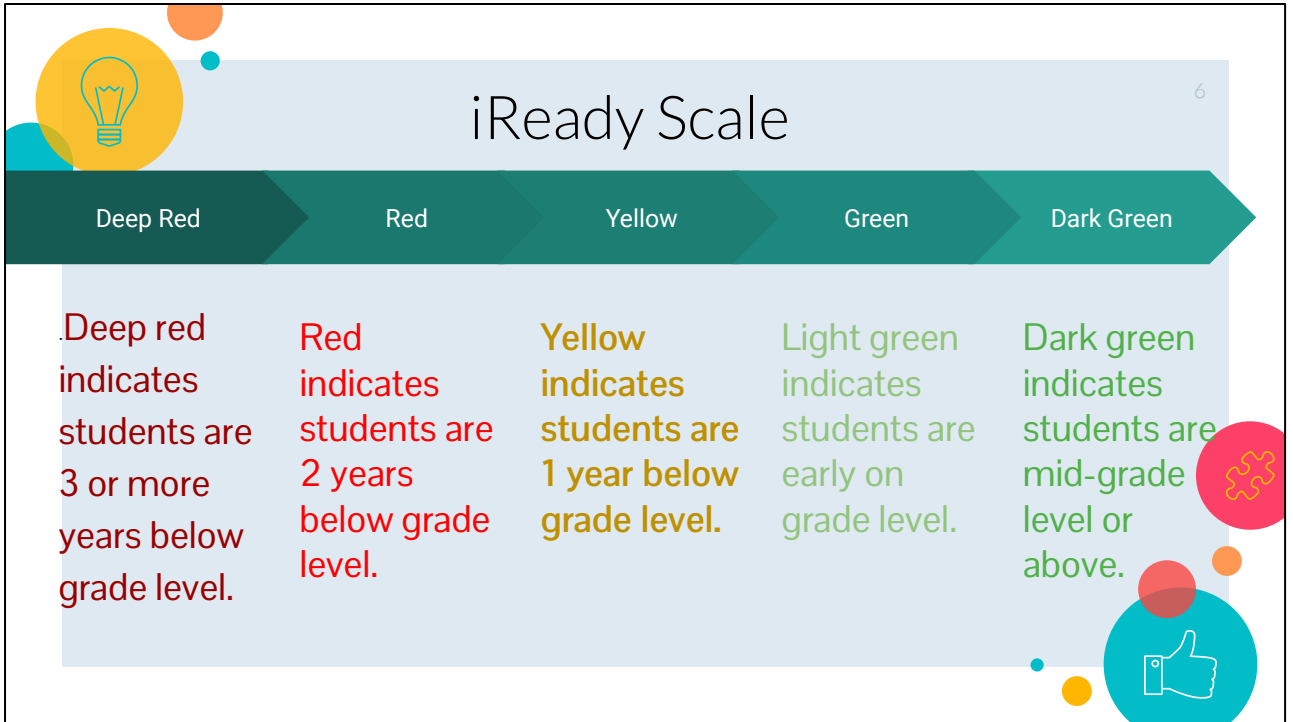 6
iReady Scale
Deep Red
Red
Yellow
Green
Dark Green
.Deep red
indicates
students are
3 or more
years below
grade level.
Red
indicates
students are
2 years
below grade
level.
Yellow
indicates
students are
1 year below
grade level.
Light green
indicates
students are
early on
grade level.
Dark green
indicates
students are
mid-grade
level or
above.